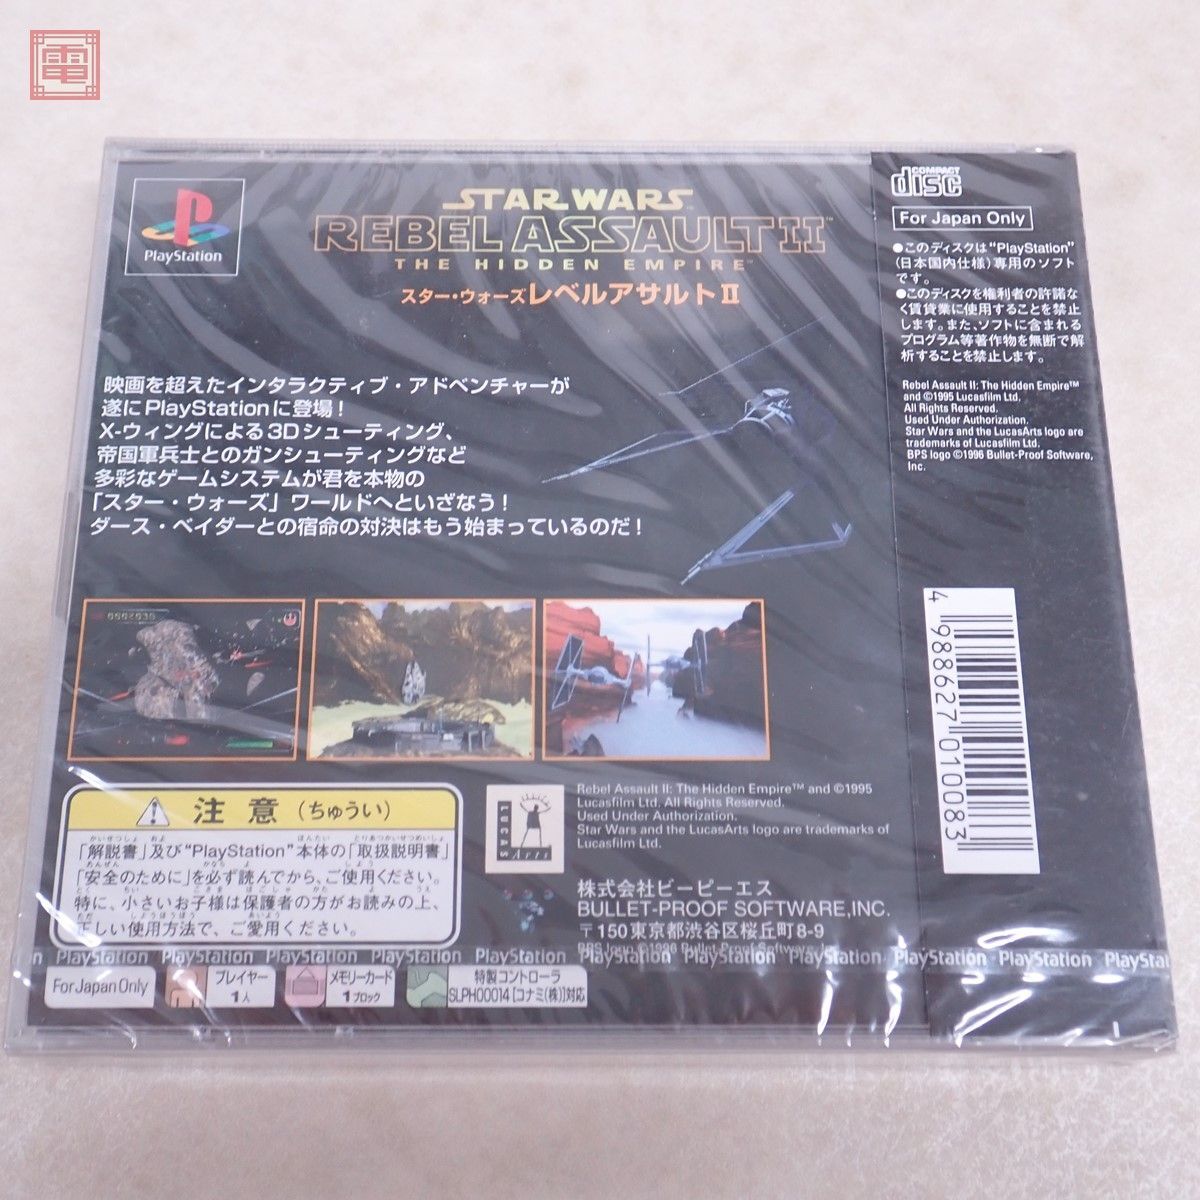 電
PlayStation
STAR WARS
REBEL ASSAULT II™
THE HIDDEN EMPIRE™
スター・ウォーズレベルアサルトⅡ
映画を超えたインタラクティブ・アドベンチャーが
遂にPlayStationに登場！
X-ウィングによる3Dシューティング、
帝国軍兵士とのガンシューティングなど
多彩なゲームシステムが君を本物の
「スター・ウォーズ」ワールドへといざなう！
ダース・ベイダーとの宿命の対決はもう始まっているのだ！
COMPACT
disc
For Japan Only
●このディスクは“PlayStation”
(日本国内仕様)専用のソフト
です。
●このディスクを権利者の許諾な
く賃貸業に使用することを禁止
します。また、ソフトに含まれる
プログラム等著作物を無断で解
析することを禁止します。
Rebel Assault II: The Hidden Empire™
and ©1995 Lucasfilm Ltd.
All Rights Reserved.
Used Under Authorization.
Star Wars and the LucasArts logo are
trademarks of Lucasfilm Ltd.
BPS logo ©1996 Bullet-Proof Software,
Inc.
4 988627 010083
注意(ちゅうい)
「解説書」及び“PlayStation”本体の「取扱説明書」
「安全のために」を必ず読んでから、ご使用ください。
特に、小さいお子様は保護者の方がお読みの上、
正しい使用方法で、ご愛用ください。
LUCAS
Arts
Rebel Assault II: The Hidden Empire™ and ©1995
Lucasfilm Ltd. All Rights Reserved.
Used Under Authorization.
Star Wars and the LucasArts logo are trademarks of
Lucasfilm Ltd.
株式会社ビーピーエス
BULLET-PROOF SOFTWARE,INC.
〒150東京都渋谷区桜丘町8-9
BPS logo ©1996 Bullet-Proof Software, Inc.
PlayStation PlayStation PlayStation PlayStation PlayStation PlayStation PlayStation PlayStation PlayStation PlayStation
For Japan Only
プレイヤー
1人
メモリーカード
1ブロック
特製コントローラ
SLPH00014[コナミ(株)]対応